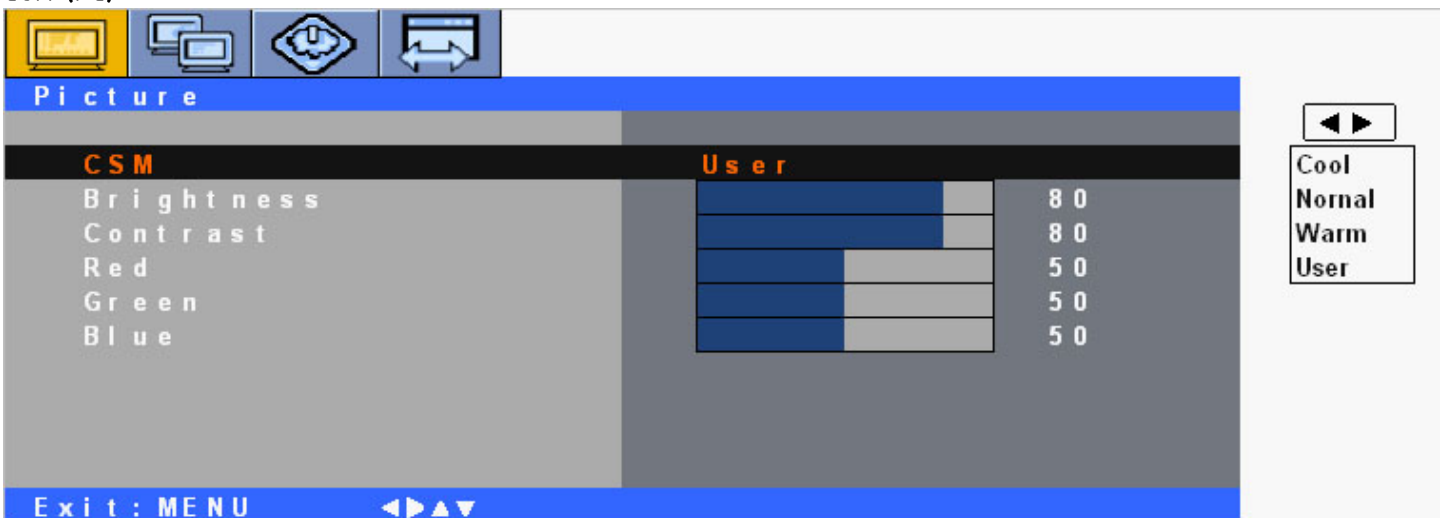 Picture
CSM User
Brightness 80
Contrast 80
Red 50
Green 50
Blue 50
Exit: MENU ◀▶▲▼
◀ ▶
Cool
Nornal
Warm
User